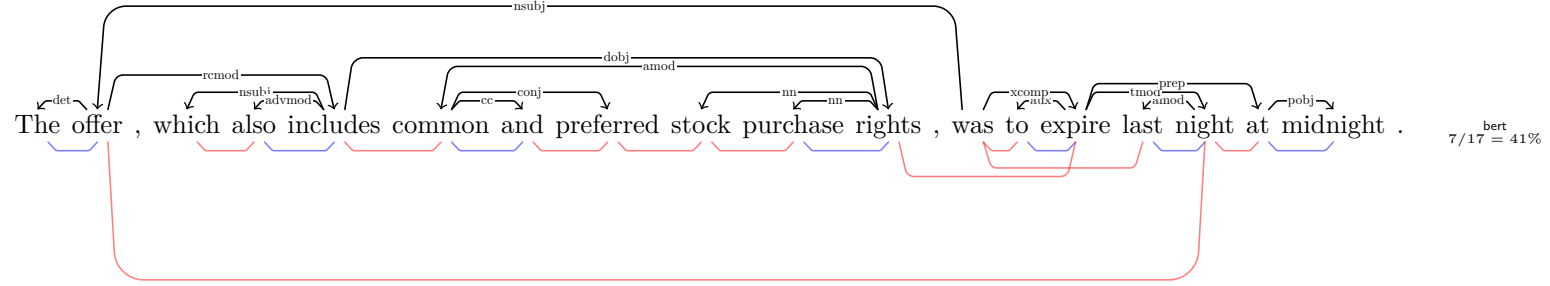 nsubj
dobj
rcmod amod
prep
nsubj conj nn xcomp tmod
det advmod cc nn aux amod pobj
The offer , which also includes common and preferred stock purchase rights , was to expire last night at midnight .
bert
7/17 = 41%